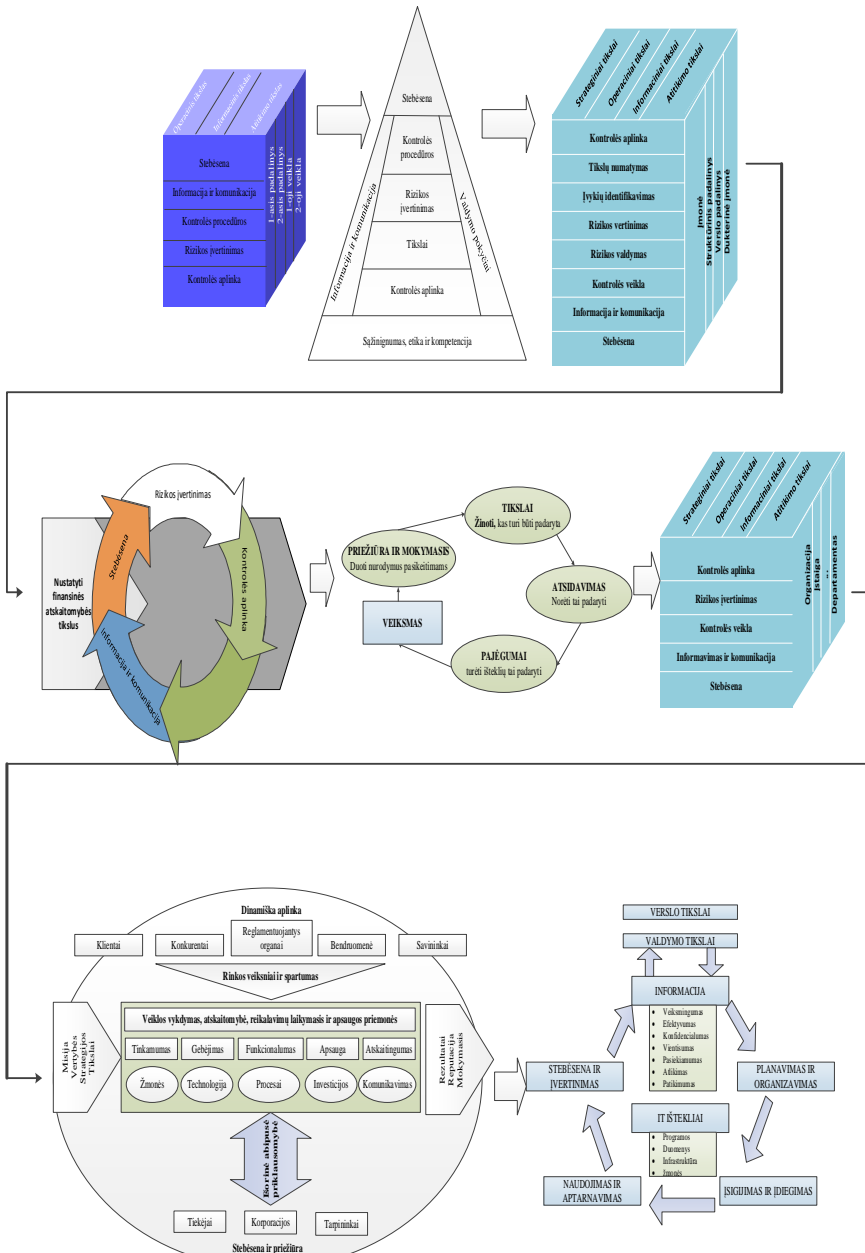 Operacinis tikslas
Informacinis tikslas
Atitikimo tikslas
Stebėsena
Informacija ir komunikacija
Kontrolės procedūros
Rizikos įvertinimas
Kontrolės aplinka
1-asis padalinys
2-asis padalinys
1-oji veikla
2-oji veikla
Stebėsena
Kontrolės
procedūros
Rizikos
įvertinimas
Tikslai
Kontrolės aplinka
Informacija ir komunikacija
Valdymo pokyčiai
Sąžinignumas, etika ir kompetencija
Strateginiai tikslai
Operaciniai tikslai
Informaciniai tikslai
Atitikimo tikslai
Kontrolės aplinka
Tikslų numatymas
Įvykių identifikavimas
Rizikos vertinimas
Rizikos valdymas
Kontrolės veikla
Informacija ir komunikacija
Stebėsena
Įmonė
Struktūrinis padalinys
Verslo padalinys
Dukterinė įmonė
Rizikos įvertinimas
Stebėsena
Kontrolės aplinka
Informacija ir komunikacija
Nustatyti
finansinės
atskaitomybės
tikslus
TIKSLAI
Žinoti, kas turi būti padaryta
PRIEŽIŪRA IR MOKYMASIS
Duoti nurodymus pasikeitimams
ATSIDAVIMAS
Norėti tai padaryti
VEIKSMAS
PAJĖGUMAI
turėti išteklių tai padaryti
Strateginiai tikslai
Operaciniai tikslai
Informaciniai tikslai
Atitikimo tikslai
Kontrolės aplinka
Rizikos įvertinimas
Kontrolės veikla
Informavimas ir komunikacija
Stebėsena
Organizacija
Įstaiga
...
Departamentas
Dinamiška aplinka
Klientai
Konkurentai
Reglamentuojantys
organai
Bendruomenė
Savininkai
Rinkos veiksniai ir spartumas
Misija
Vertybės
Strategijos
Tikslai
Veiklos vykdymas, atskaitomybė, reikalavimų laikymasis ir apsaugos priemonės
Tinkamumas
Gebėjimas
Funkcionalumas
Apsauga
Atskaitingumas
Žmonės
Technologija
Procesai
Investicijos
Komunikavimas
Rezultatai
Reputacija
Mokymasis
Išorinė abipusė
priklausomybė
Tiekėjai
Korporacijos
Tarpininkai
Stebėsena ir priežiūra
VERSLO TIKSLAI
VALDYMO TIKSLAI
INFORMACIJA
• Veiksmingumas
• Efektyvumas
• Konfidencialumas
• Vientisumas
• Pasiekiamumas
• Atitikimas
• Patikimumas
STEBĖSENA IR
ĮVERTINIMAS
PLANAVIMAS IR
ORGANIZAVIMAS
IT IŠTEKLIAI
• Programos
• Duomenys
• Infrastruktūra
• žmonės
NAUDOJIMAS IR
APTARNAVIMAS
ĮSIGIJIMAS IR ĮDIEGIMAS